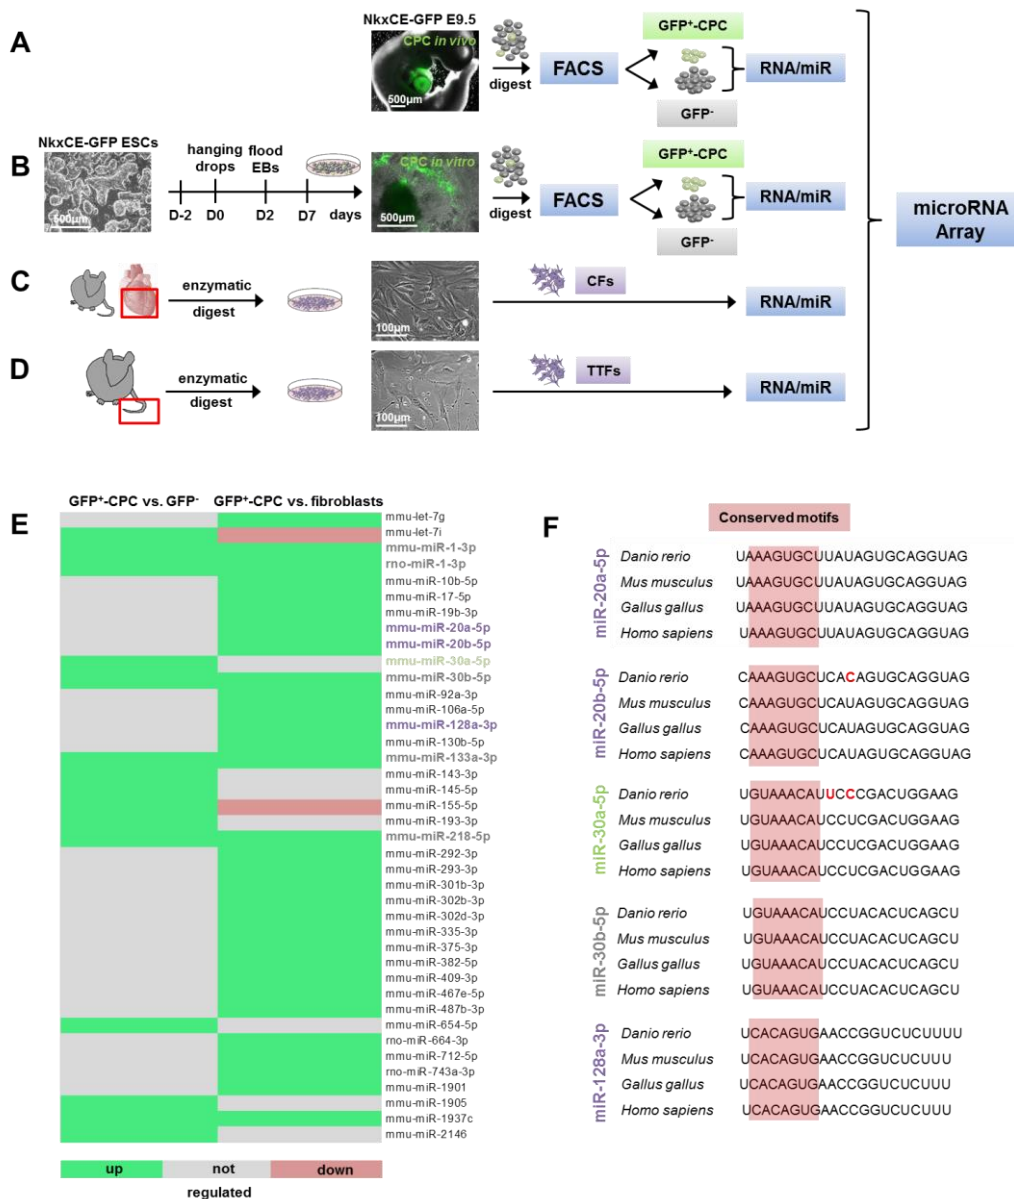 A
NkxCE-GFP E9.5
CPC in vivo
500µm
digest
FACS
GFP⁺-CPC
GFP⁻
RNA/miR
B
NkxCE-GFP ESCs
500µm
hanging drops
flood EBs
D-2 D0 D2 D7 days
CPC in vitro
500µm
digest
FACS
GFP⁺-CPC
GFP⁻
RNA/miR
microRNA
Array
C
enzymatic
digest
100µm
CFs
RNA/miR
D
enzymatic
digest
100µm
TTFs
RNA/miR
E
GFP⁺-CPC vs. GFP⁻ GFP⁺-CPC vs. fibroblasts
mmu-let-7g
mmu-let-7i
mmu-miR-1-3p
rno-miR-1-3p
mmu-miR-10b-5p
mmu-miR-17-5p
mmu-miR-19b-3p
mmu-miR-20a-5p
mmu-miR-20b-5p
mmu-miR-30a-5p
mmu-miR-30b-5p
mmu-miR-92a-3p
mmu-miR-106a-5p
mmu-miR-128a-3p
mmu-miR-130b-5p
mmu-miR-133a-3p
mmu-miR-143-3p
mmu-miR-145-5p
mmu-miR-155-5p
mmu-miR-193-3p
mmu-miR-218-5p
mmu-miR-292-3p
mmu-miR-293-3p
mmu-miR-301b-3p
mmu-miR-302b-3p
mmu-miR-302d-3p
mmu-miR-335-3p
mmu-miR-375-3p
mmu-miR-382-5p
mmu-miR-409-3p
mmu-miR-467e-5p
mmu-miR-487b-3p
mmu-miR-654-5p
rno-miR-664-3p
mmu-miR-712-5p
rno-miR-743a-3p
mmu-miR-1901
mmu-miR-1905
mmu-miR-1937c
mmu-miR-2146
up not down
regulated
F
Conserved motifs
miR-20a-5p
Danio rerio UAAAGUGCUUAUAGUGCAGGUAG
Mus musculus UAAAGUGCUUAUAGUGCAGGUAG
Gallus gallus UAAAGUGCUUAUAGUGCAGGUAG
Homo sapiens UAAAGUGCUUAUAGUGCAGGUAG
miR-20b-5p
Danio rerio CAAAGUGCUCACAGUGCAGGUAG
Mus musculus CAAAGUGCUCAUAGUGCAGGUAG
Gallus gallus CAAAGUGCUCAUAGUGCAGGUAG
Homo sapiens CAAAGUGCUCAUAGUGCAGGUAG
miR-30a-5p
Danio rerio UGUAAACAUUCCCGACUGGAAG
Mus musculus UGUAAACAUCCUCGACUGGAAG
Gallus gallus UGUAAACAUCCUCGACUGGAAG
Homo sapiens UGUAAACAUCCUCGACUGGAAG
miR-30b-5p
Danio rerio UGUAAACAUCCUACACUCAGCU
Mus musculus UGUAAACAUCCUACACUCAGCU
Gallus gallus UGUAAACAUCCUACACUCAGCU
Homo sapiens UGUAAACAUCCUACACUCAGCU
miR-128a-3p
Danio rerio UCACAGUGAACCGGUCUCUUUU
Mus musculus UCACAGUGAACCGGUCUCUUU
Gallus gallus UCACAGUGAACCGGUCUCUUU
Homo sapiens UCACAGUGAACCGGUCUCUUU